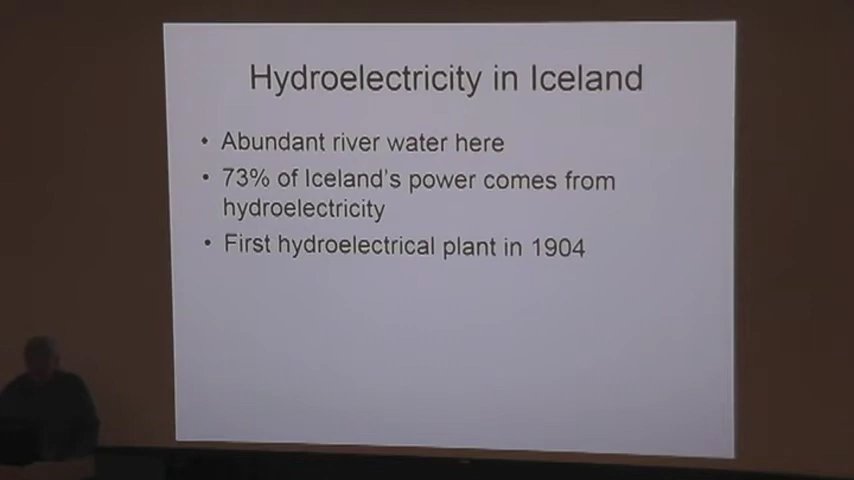 Hydroelectricity in Iceland
• Abundant river water here
• 73% of Iceland's power comes from
hydroelectricity
• First hydroelectrical plant in 1904